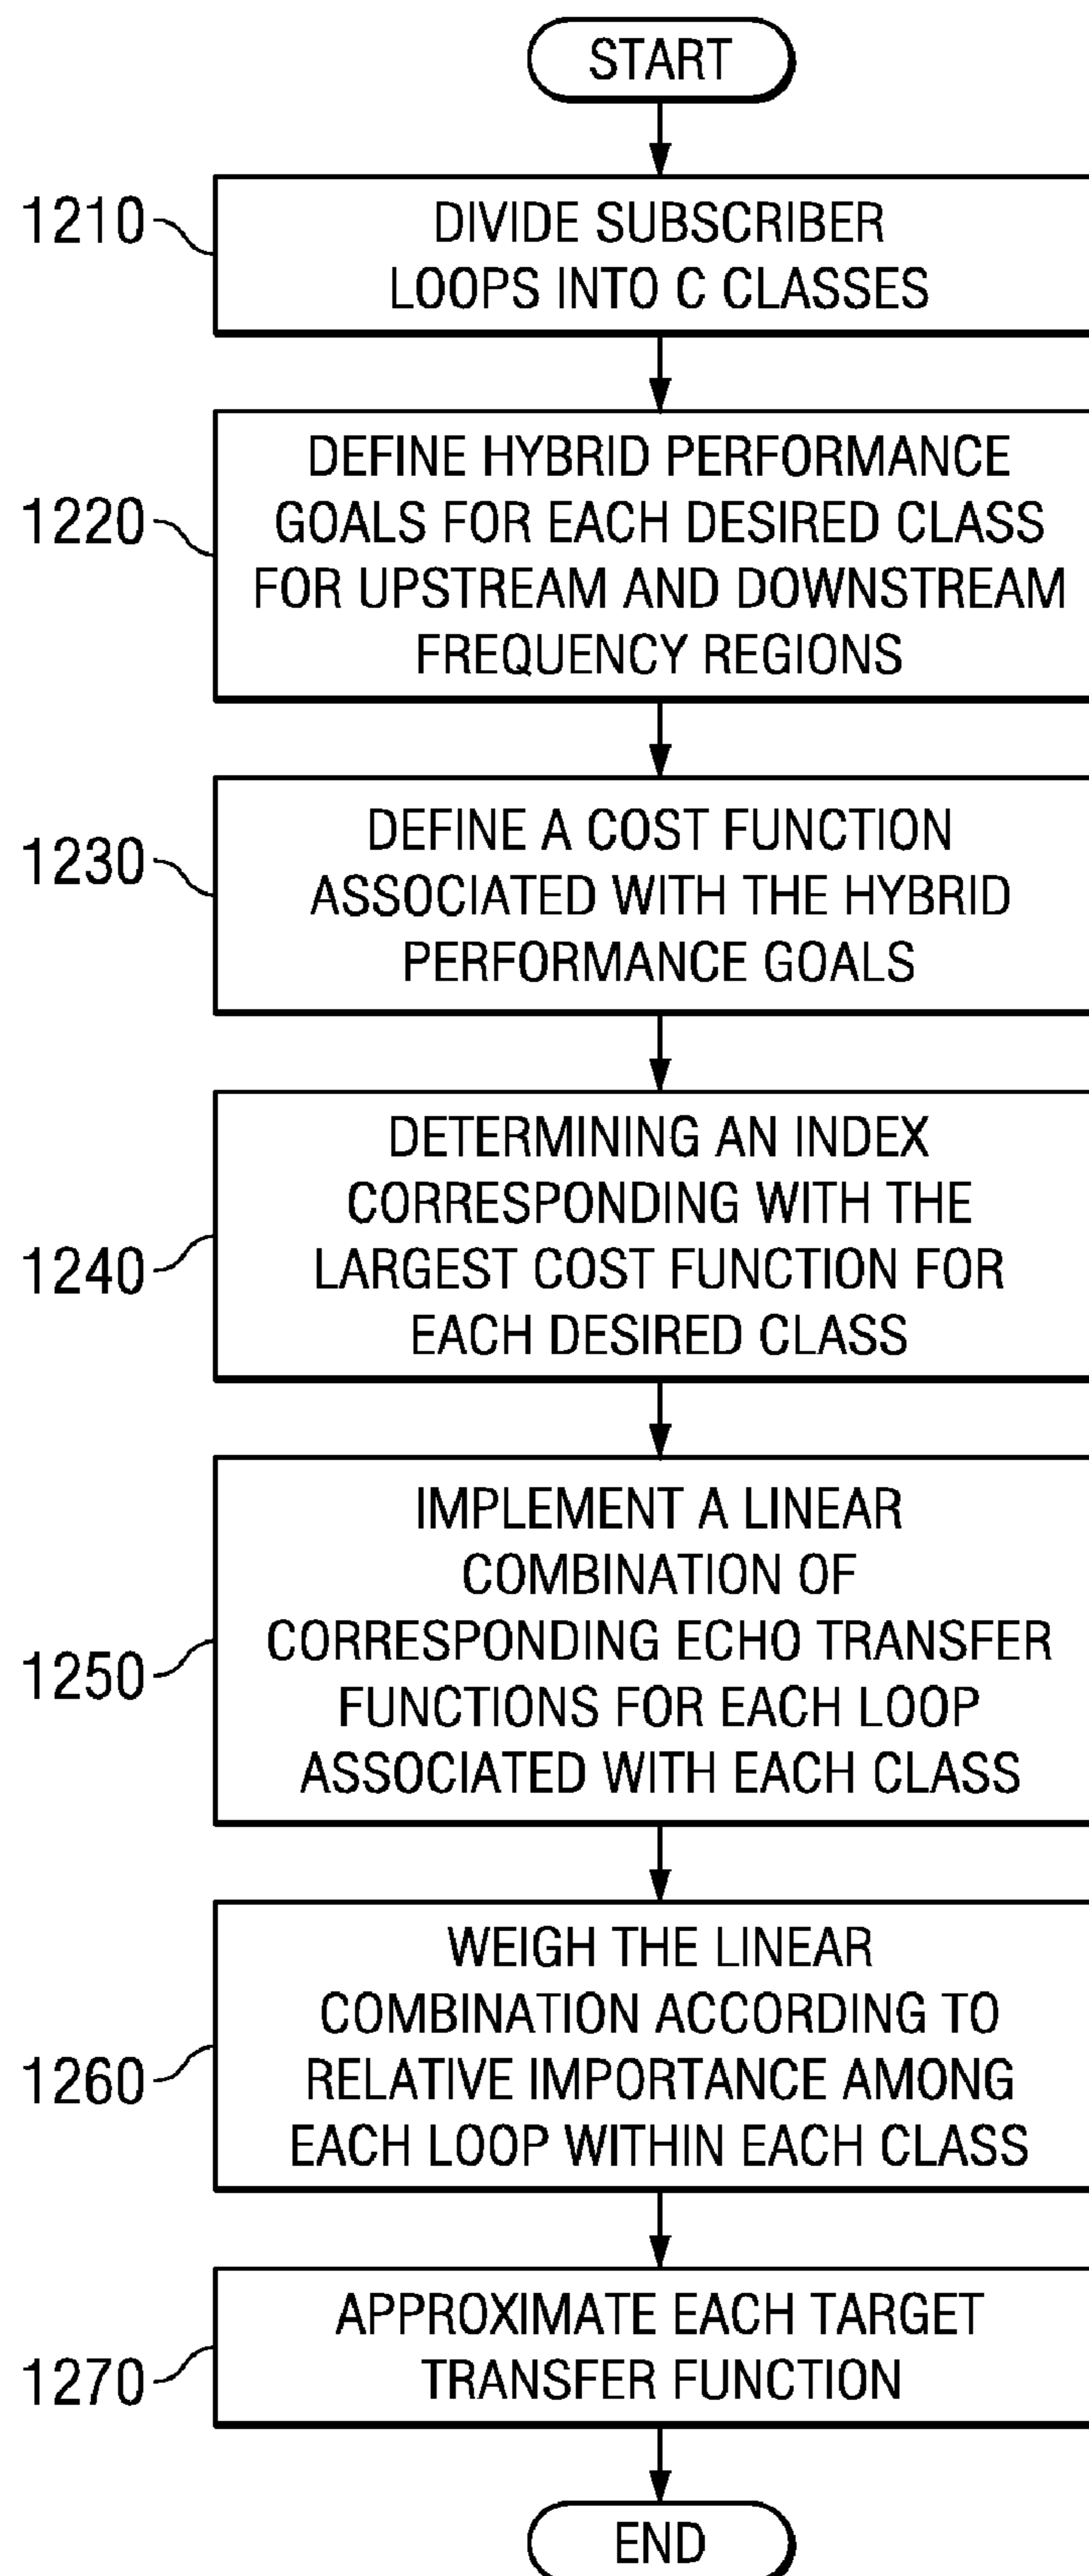 START
1210
DIVIDE SUBSCRIBER
LOOPS INTO C CLASSES
1220
DEFINE HYBRID PERFORMANCE
GOALS FOR EACH DESIRED CLASS
FOR UPSTREAM AND DOWNSTREAM
FREQUENCY REGIONS
1230
DEFINE A COST FUNCTION
ASSOCIATED WITH THE HYBRID
PERFORMANCE GOALS
1240
DETERMINING AN INDEX
CORRESPONDING WITH THE
LARGEST COST FUNCTION FOR
EACH DESIRED CLASS
1250
IMPLEMENT A LINEAR
COMBINATION OF
CORRESPONDING ECHO TRANSFER
FUNCTIONS FOR EACH LOOP
ASSOCIATED WITH EACH CLASS
1260
WEIGH THE LINEAR
COMBINATION ACCORDING TO
RELATIVE IMPORTANCE AMONG
EACH LOOP WITHIN EACH CLASS
1270
APPROXIMATE EACH TARGET
TRANSFER FUNCTION
END